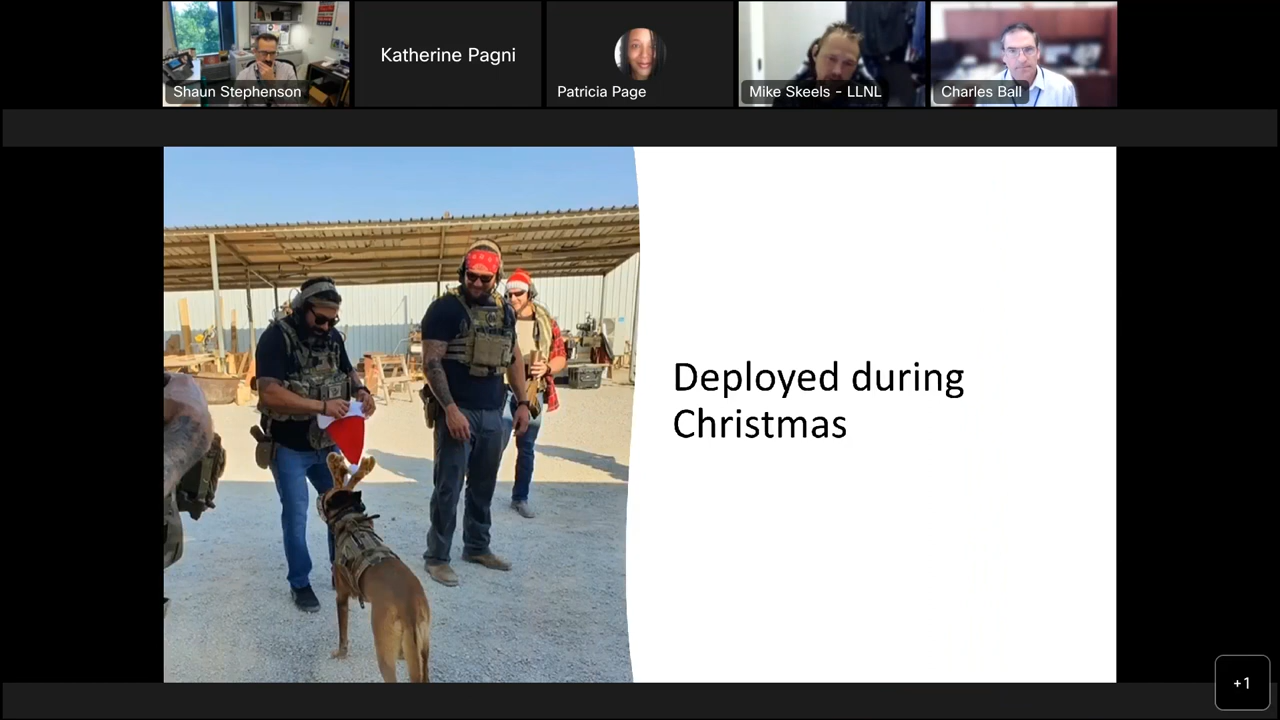 Shaun Stephenson
Katherine Pagni
Patricia Page
Mike Skeels - LLNL
Charles Ball
Deployed during
Christmas
+1